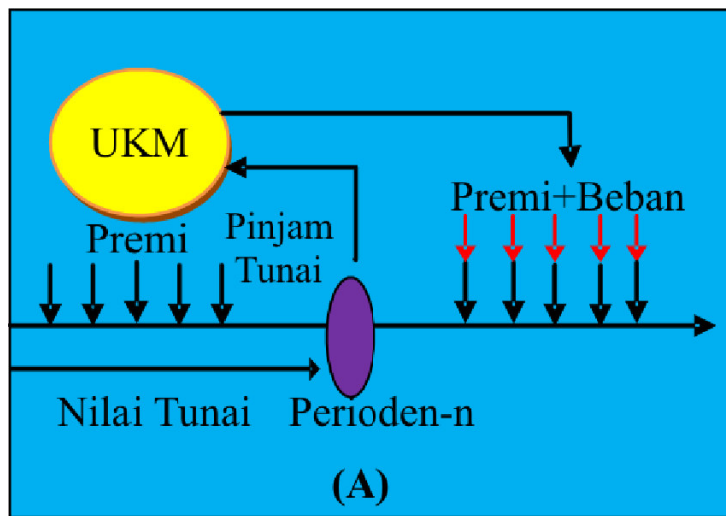 UKM
Premi
Pinjam
Tunai
Premi+Beban
Nilai Tunai
Perioden-n
(A)